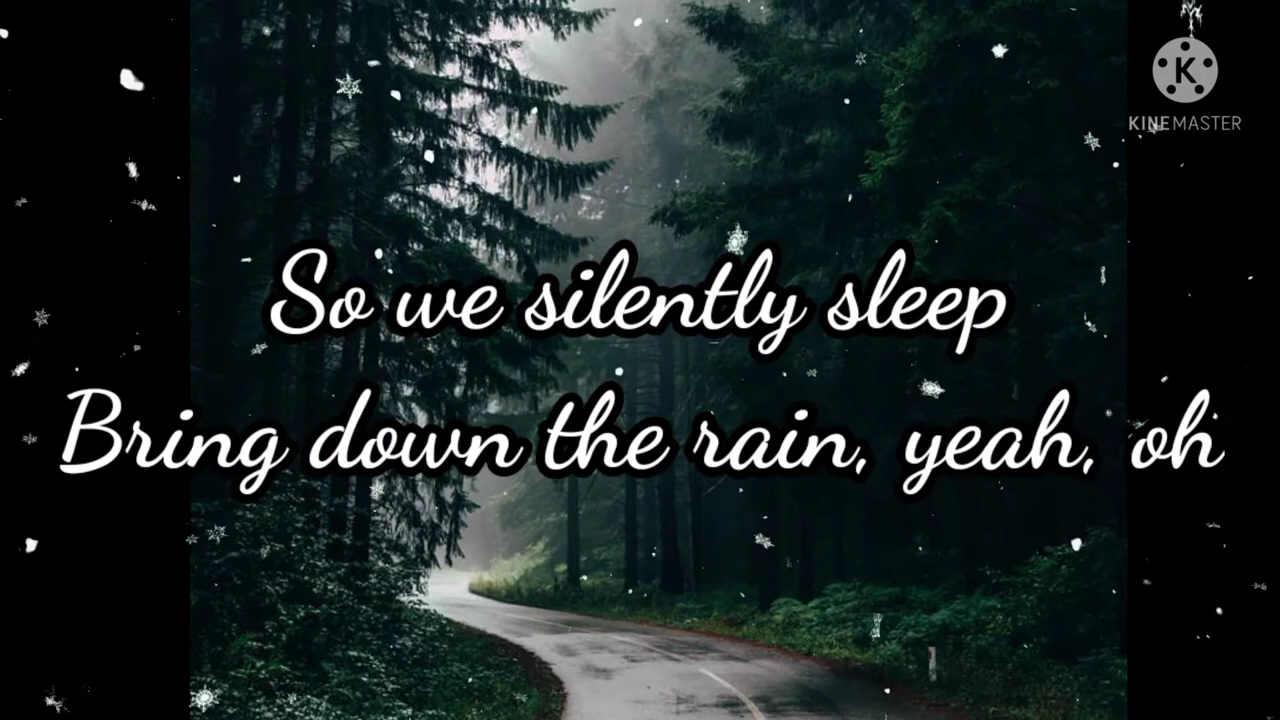 KINEMASTER
So we silently sleep
Bring down the rain, yeah, oh